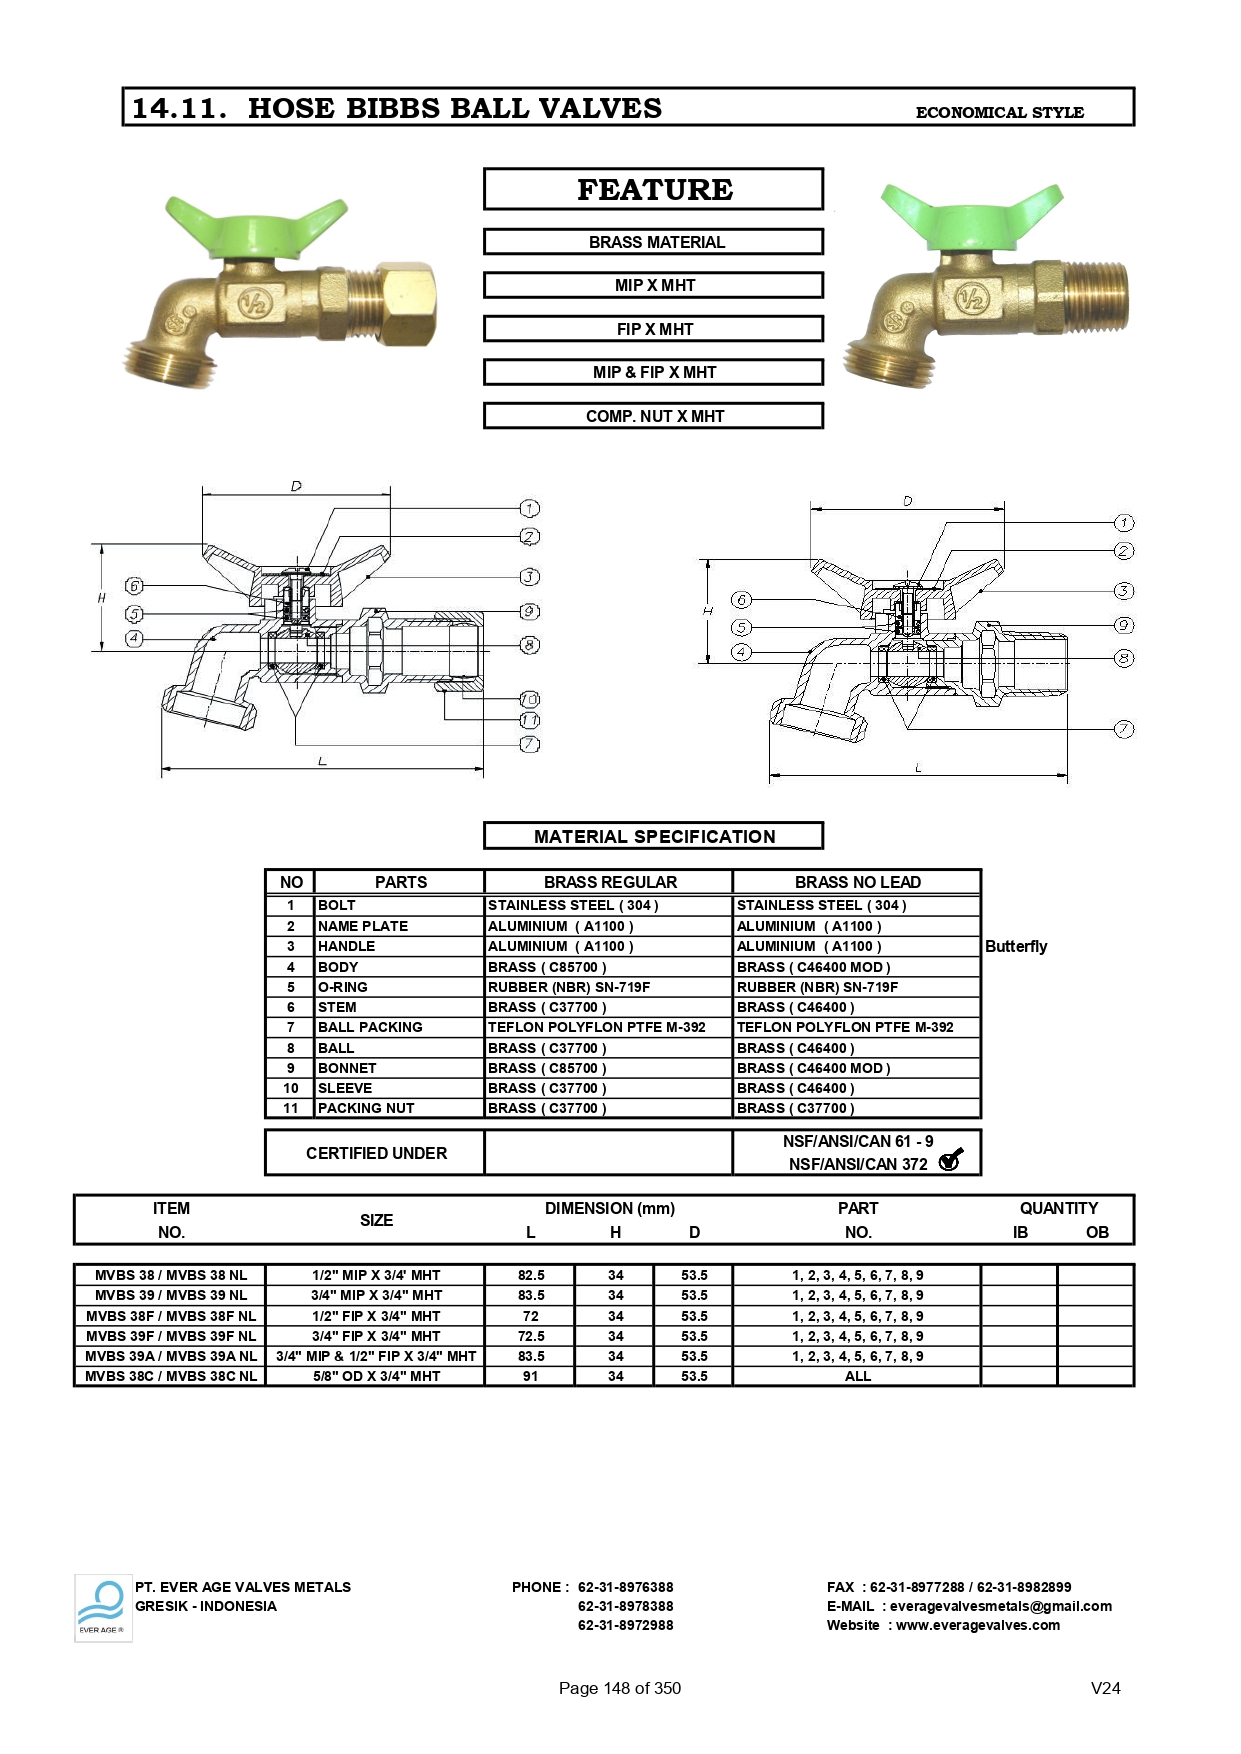 14.11.  HOSE BIBBS BALL VALVES  ECONOMICAL STYLE
FEATURE
BRASS MATERIAL
MIP X MHT
FIP X MHT
MIP & FIP X MHT
COMP. NUT X MHT
1/2
1/2
D
H
L
1
2
3
9
8
10
11
7
6
5
4
D
H
L
1
2
3
9
8
7
6
5
4
MATERIAL SPECIFICATION
NO  PARTS  BRASS REGULAR  BRASS NO LEAD
1  BOLT  STAINLESS STEEL ( 304 )  STAINLESS STEEL ( 304 )
2  NAME PLATE  ALUMINIUM  ( A1100 )  ALUMINIUM  ( A1100 )
3  HANDLE  ALUMINIUM  ( A1100 )  ALUMINIUM  ( A1100 )  Butterfly
4  BODY  BRASS ( C85700 )  BRASS ( C46400 MOD )
5  O-RING  RUBBER (NBR) SN-719F  RUBBER (NBR) SN-719F
6  STEM  BRASS ( C37700 )  BRASS ( C46400 )
7  BALL PACKING  TEFLON POLYFLON PTFE M-392  TEFLON POLYFLON PTFE M-392
8  BALL  BRASS ( C37700 )  BRASS ( C46400 )
9  BONNET  BRASS ( C85700 )  BRASS ( C46400 MOD )
10  SLEEVE  BRASS ( C37700 )  BRASS ( C46400 )
11  PACKING NUT  BRASS ( C37700 )  BRASS ( C37700 )
CERTIFIED UNDER  NSF/ANSI/CAN 61 - 9
NSF/ANSI/CAN 372
ITEM  SIZE  DIMENSION (mm)  PART  QUANTITY
NO.  L  H  D  NO.  IB  OB
MVBS 38 / MVBS 38 NL  1/2" MIP X 3/4' MHT  82.5  34  53.5  1, 2, 3, 4, 5, 6, 7, 8, 9
MVBS 39 / MVBS 39 NL  3/4" MIP X 3/4" MHT  83.5  34  53.5  1, 2, 3, 4, 5, 6, 7, 8, 9
MVBS 38F / MVBS 38F NL  1/2" FIP X 3/4" MHT  72  34  53.5  1, 2, 3, 4, 5, 6, 7, 8, 9
MVBS 39F / MVBS 39F NL  3/4" FIP X 3/4" MHT  72.5  34  53.5  1, 2, 3, 4, 5, 6, 7, 8, 9
MVBS 39A / MVBS 39A NL  3/4" MIP & 1/2" FIP X 3/4" MHT  83.5  34  53.5  1, 2, 3, 4, 5, 6, 7, 8, 9
MVBS 38C / MVBS 38C NL  5/8" OD X 3/4" MHT  91  34  53.5  ALL
EVER AGE ®
PT. EVER AGE VALVES METALS  PHONE :  62-31-8976388  FAX  : 62-31-8977288 / 62-31-8982899
GRESIK - INDONESIA  62-31-8978388  E-MAIL  : everagevalvesmetals@gmail.com
62-31-8972988  Website  : www.everagevalves.com
Page 148 of 350  V24